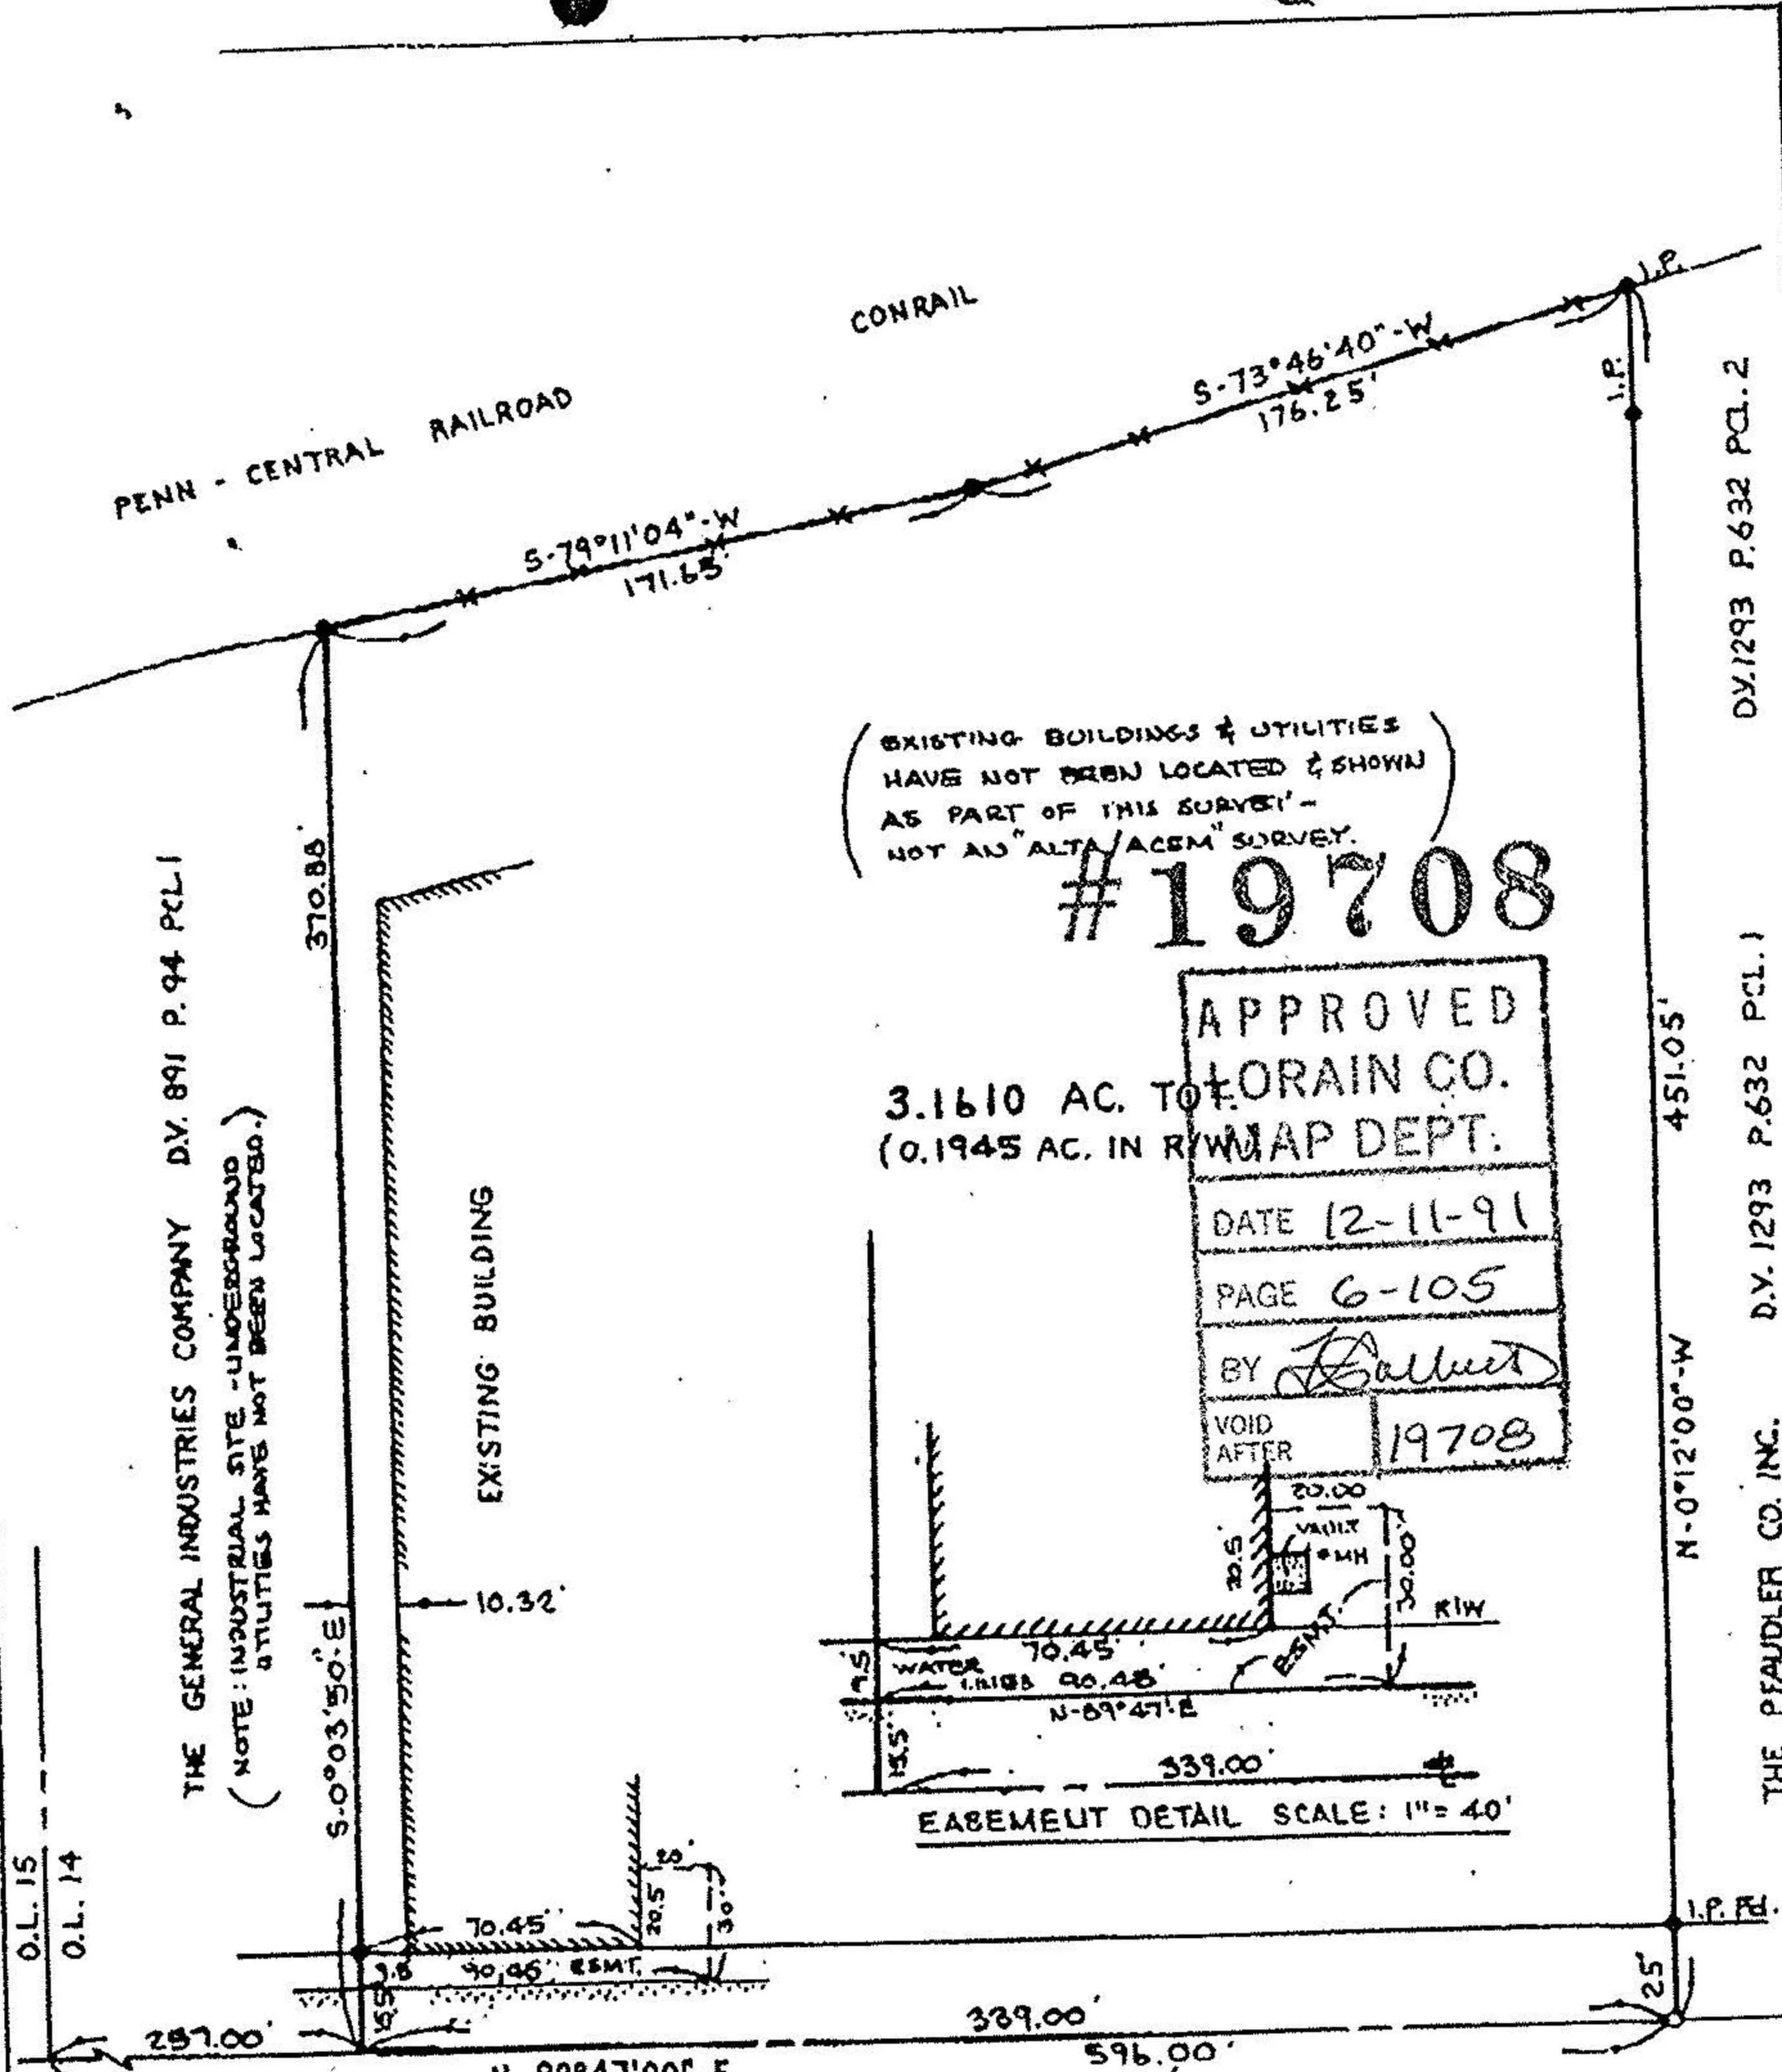 CONRAIL
PENN - CENTRAL RAILROAD
I.P.
I.P.
S-73°46'40"-W
176.25'
S-79°11'04"-W
171.65'
D.V.1293 P.632 PCL.2
(EXISTING BUILDINGS & UTILITIES
HAVE NOT BEEN LOCATED & SHOWN
AS PART OF THIS SURVEY -
NOT AN "ALTA/ACSM" SURVEY.)
#19708
APPROVED
LORAIN CO.
MAP DEPT.
DATE 12-11-91
PAGE 6-105
BY
VOID
AFTER 19708
3.1610 AC. TOT.
(0.1945 AC. IN R/W)
370.88'
THE GENERAL INDUSTRIES COMPANY D.V. 891 P.94 PCL.1
(NOTE: INDUSTRIAL SITE - UNDERGROUND
UTILITIES HAVE NOT BEEN LOCATED.)
EXISTING BUILDING
10.32'
S-0°03'50"-E
451.05'
N-0°12'00"-W
THE PFAUDLER CO. INC. D.V. 1293 P.632 PCL.1
20.00
VAULT
MH
20.5'
30.00'
R/W
70.45'
ESMT.
9.5'
WATER
90.48'
N-89°47'-E
15.5'
339.00'
EASEMENT DETAIL SCALE: 1"=40'
O.L. 15
O.L. 14
20'
20.5
30'
70.45'
9.5
90.45' ESMT.
15.5
I.P. Fd.
25'
257.00'
339.00'
596.00'